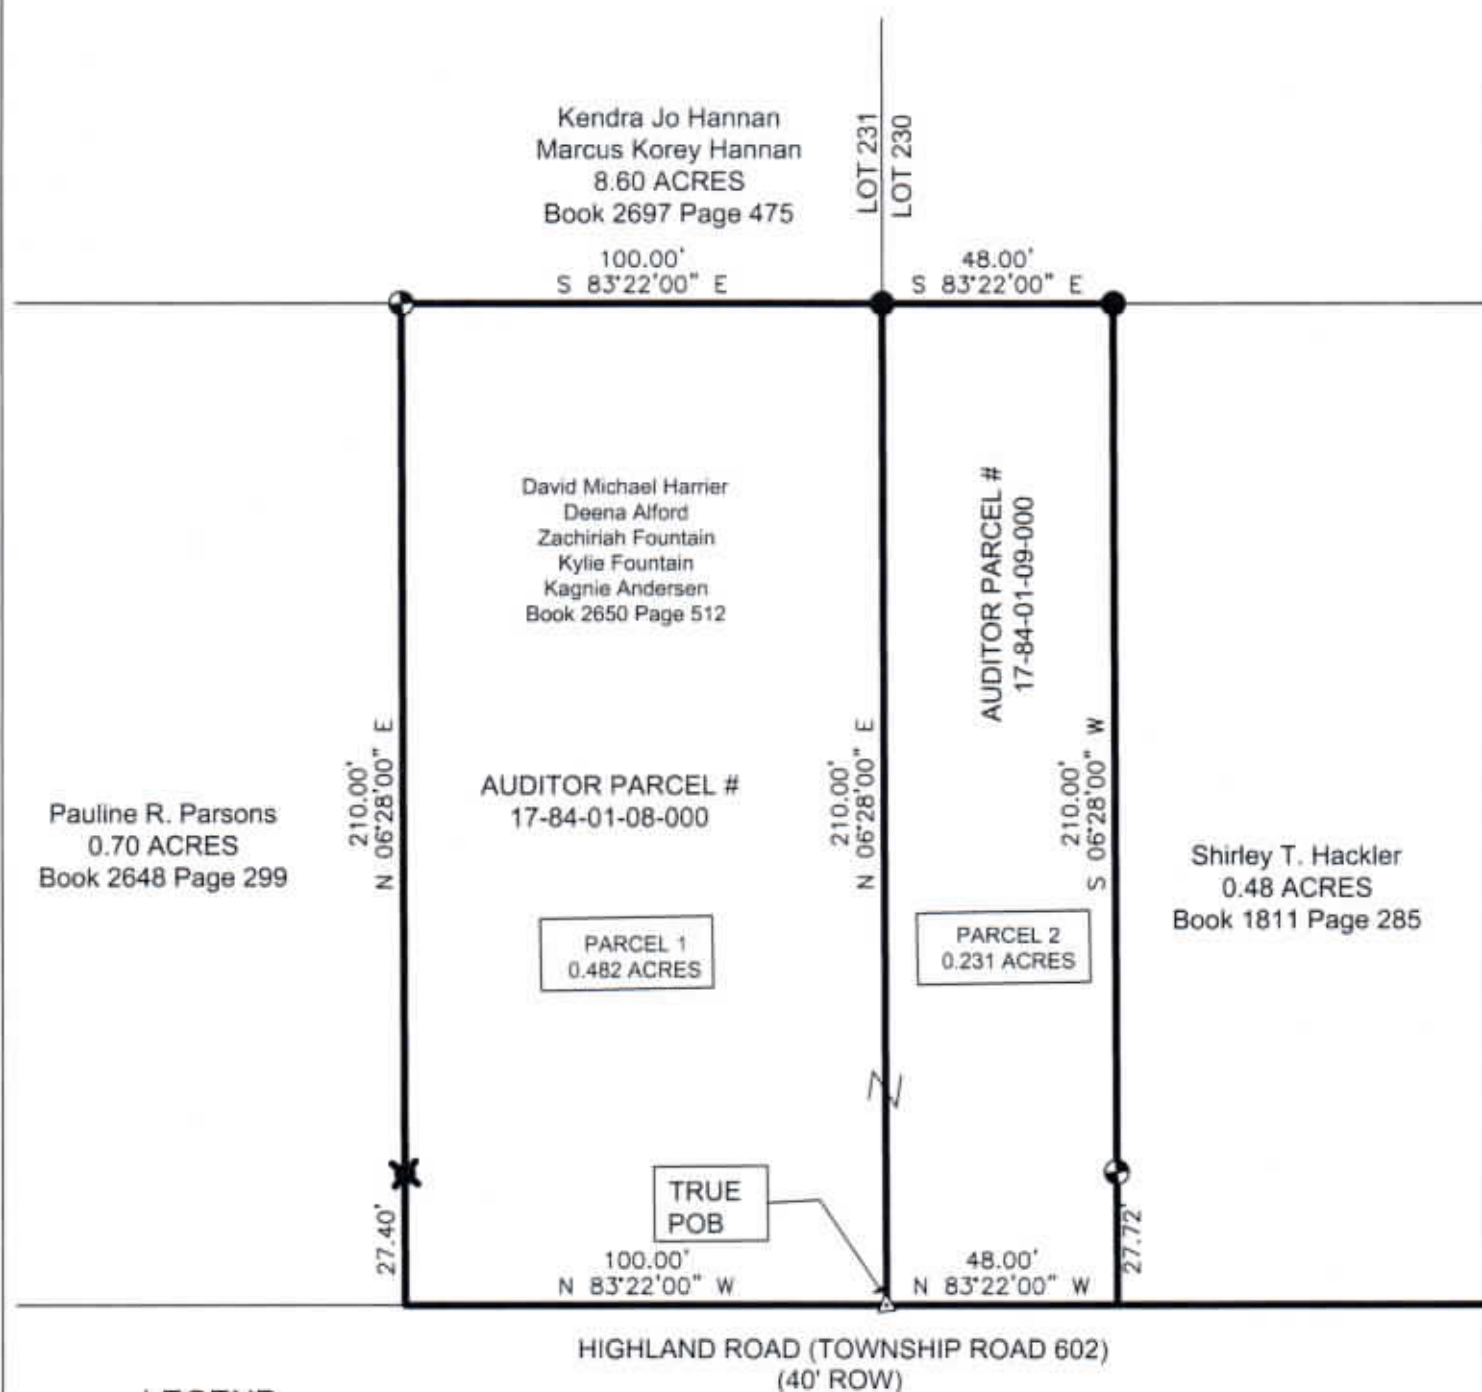 Kendra Jo Hannan
Marcus Korey Hannan
8.60 ACRES
Book 2697 Page 475
LOT 231
LOT 230
100.00'
S 83°22'00" E
48.00'
S 83°22'00" E
David Michael Harrier
Deena Alford
Zachiriah Fountain
Kylie Fountain
Kagnie Andersen
Book 2650 Page 512
AUDITOR PARCEL #
17-84-01-09-000
210.00'
N 06°28'00" E
AUDITOR PARCEL #
17-84-01-08-000
210.00'
N 06°28'00" E
210.00'
S 06°28'00" W
Pauline R. Parsons
0.70 ACRES
Book 2648 Page 299
Shirley T. Hackler
0.48 ACRES
Book 1811 Page 285
PARCEL 1
0.482 ACRES
PARCEL 2
0.231 ACRES
TRUE
POB
27.40'
27.72'
100.00'
N 83°22'00" W
48.00'
N 83°22'00" W
HIGHLAND ROAD (TOWNSHIP ROAD 602)
(40' ROW)